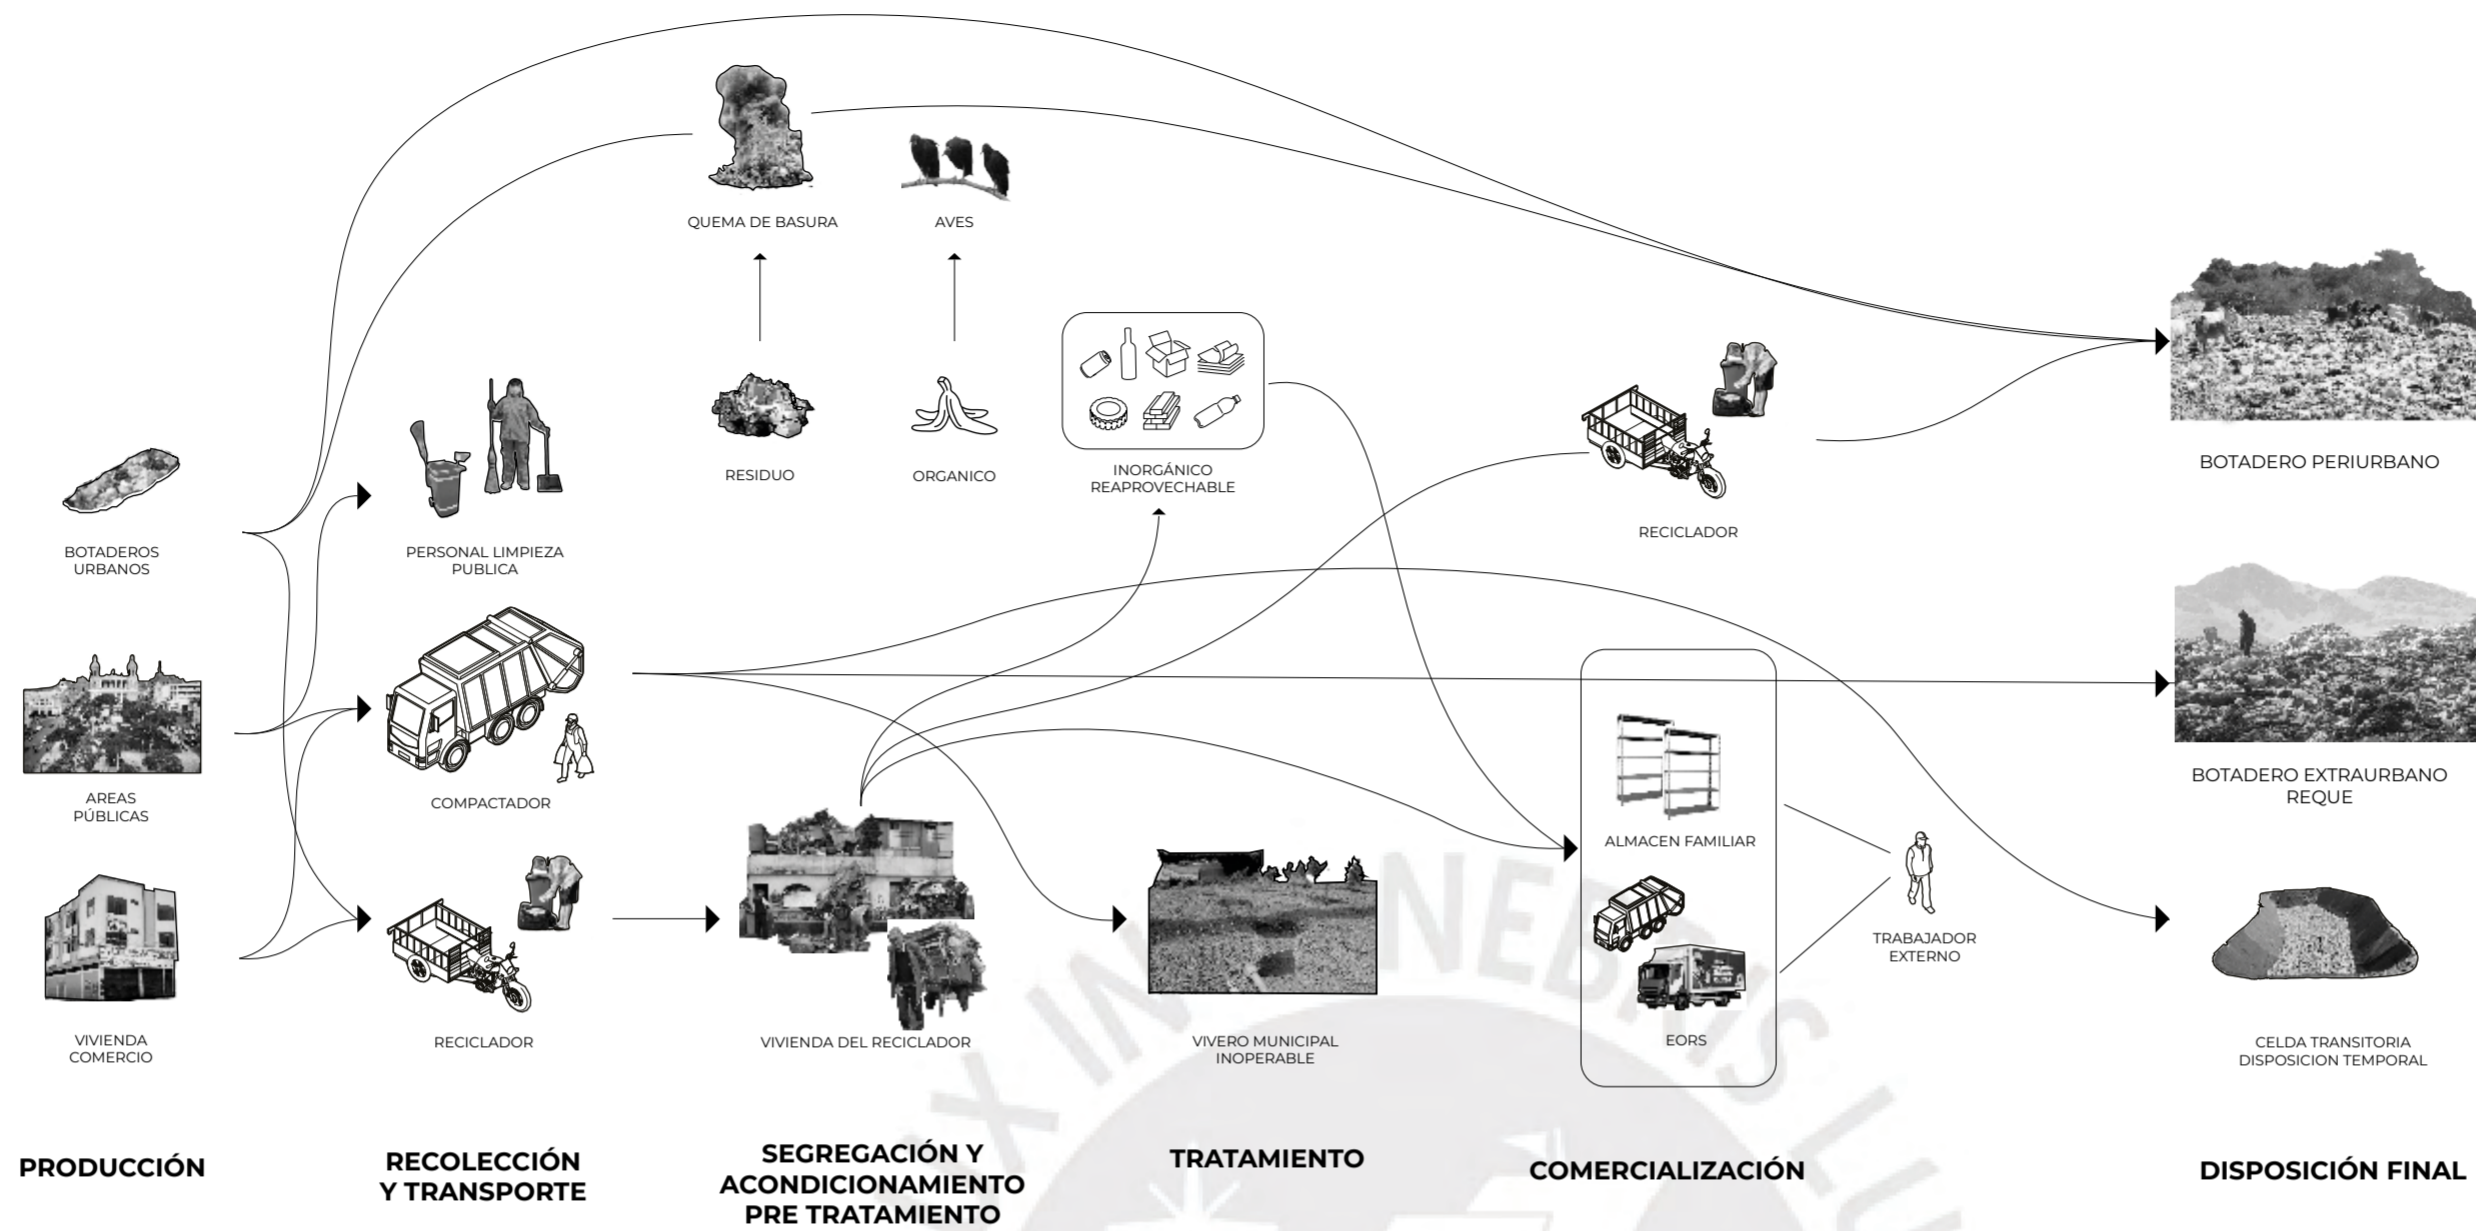 QUEMA DE BASURA
AVES
RESIDUO
ORGANICO
INORGÁNICO
REAPROVECHABLE
RECICLADOR
BOTADERO PERIURBANO
BOTADEROS
URBANOS
PERSONAL LIMPIEZA
PUBLICA
AREAS
PÚBLICAS
COMPACTADOR
ALMACEN FAMILIAR
BOTADERO EXTRAURBANO
REQUE
TRABAJADOR
EXTERNO
VIVIENDA
COMERCIO
RECICLADOR
VIVIENDA DEL RECICLADOR
VIVERO MUNICIPAL
INOPERABLE
EORS
CELDA TRANSITORIA
DISPOSICION TEMPORAL
PRODUCCIÓN
RECOLECCIÓN
Y TRANSPORTE
SEGREGACIÓN Y
ACONDICIONAMIENTO
PRE TRATAMIENTO
TRATAMIENTO
COMERCIALIZACIÓN
DISPOSICIÓN FINAL